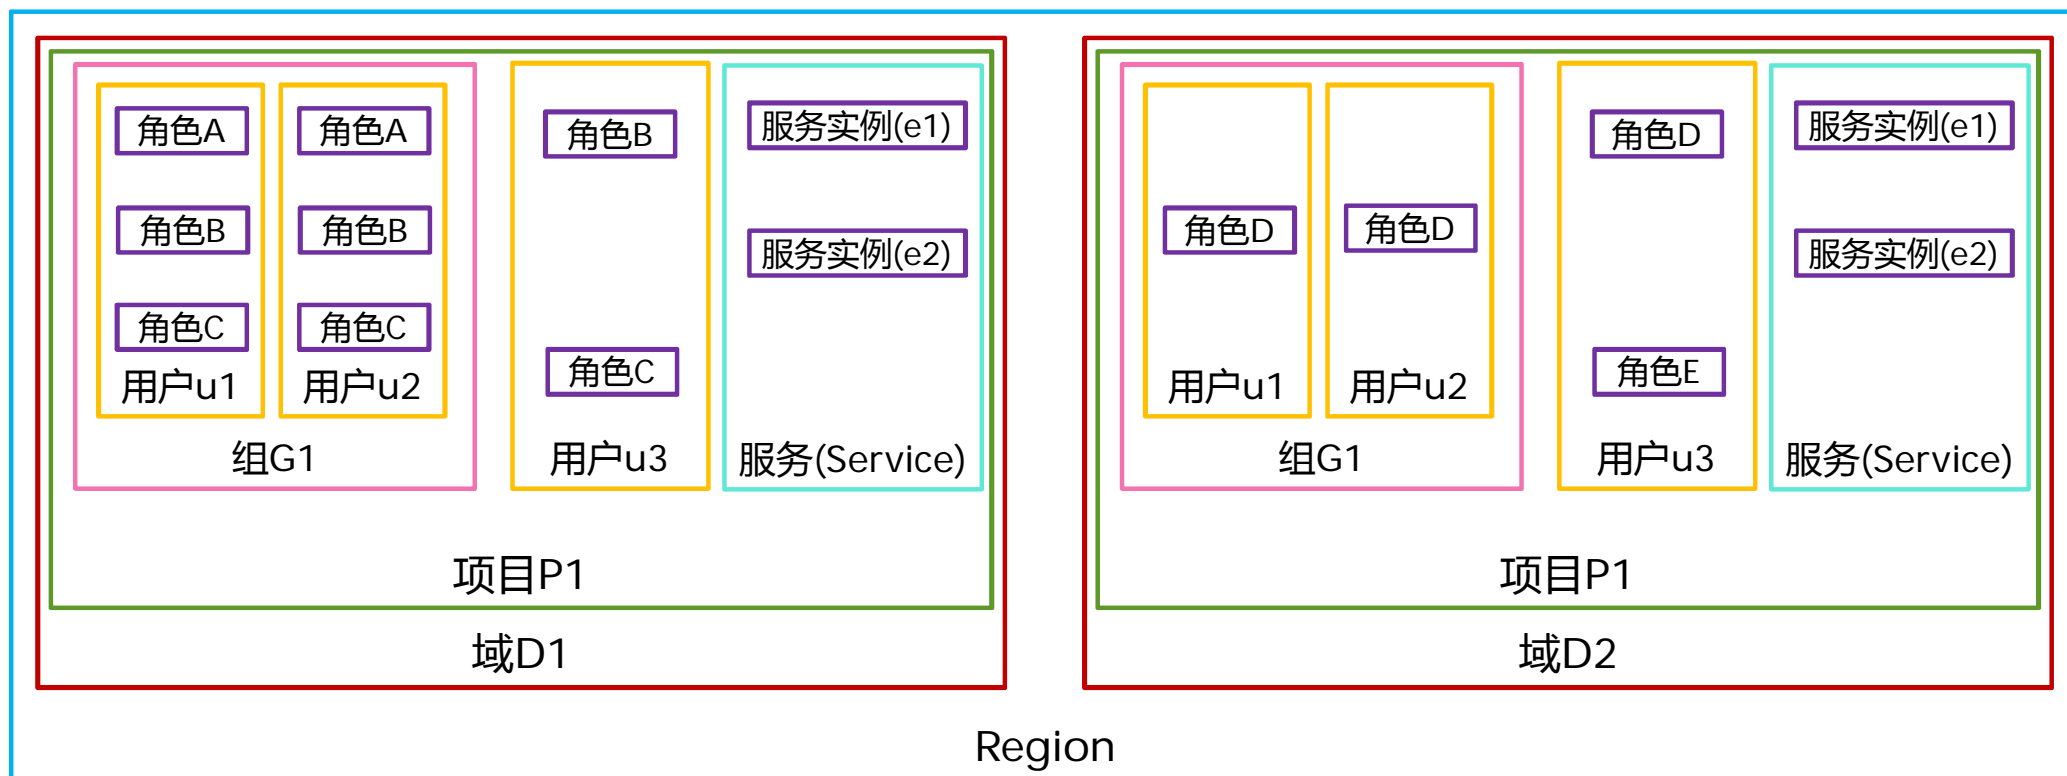 角色A
角色B
角色C
用户u1
角色A
角色B
角色C
用户u2
组G1
角色B
角色C
用户u3
服务实例(e1)
服务实例(e2)
服务(Service)
项目P1
域D1
角色D
用户u1
角色D
用户u2
组G1
角色D
角色E
用户u3
服务实例(e1)
服务实例(e2)
服务(Service)
项目P1
域D2
Region